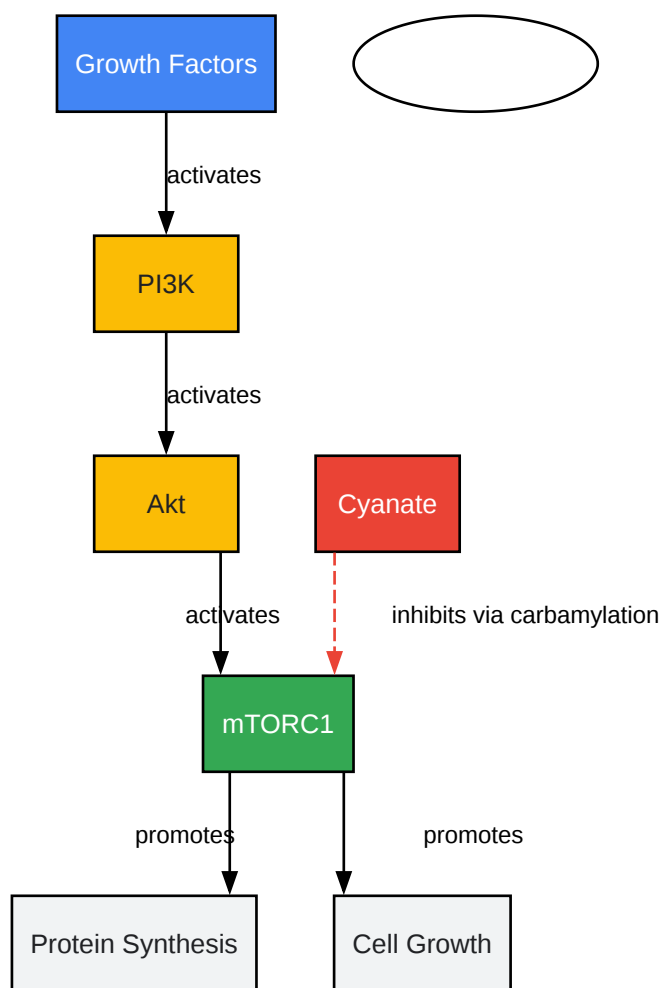 Growth Factors
activates
PI3K
activates
Akt
Cyanate
activates
inhibits via carbamylation
mTORC1
promotes
promotes
Protein Synthesis
Cell Growth